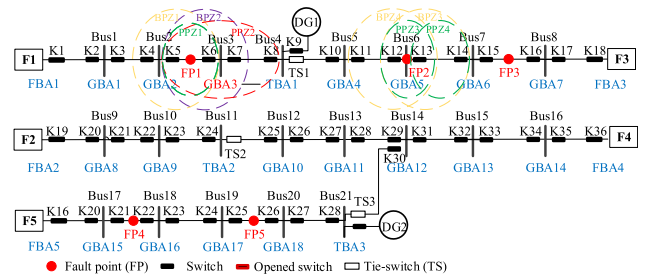 DG1
BPZ1 BPZ2 BPZ3 BPZ4
Bus1 Bus2 PPZ1 Bus3 PPZ2 Bus4 K9 Bus5 Bus6 PPZ3 PPZ4 Bus7 Bus8
F1 K1 K2 K3 K4 K5 K6 K7 K8 TS1 K10 K11 K12 K13 K14 K15 K16 K17 K18 F3
FP1 FP2 FP3
FBA1 GBA1 GBA2 GBA3 TBA1 GBA4 GBA5 GBA6 GBA7 FBA3
Bus9 Bus10 Bus11 Bus12 Bus13 Bus14 Bus15 Bus16
F2 K19 K20 K21 K22 K23 K24 TS2 K25 K26 K27 K28 K29 K31 K32 K33 K34 K35 K36 F4
K30
FBA2 GBA8 GBA9 TBA2 GBA10 GBA11 GBA12 GBA13 GBA14 FBA4
Bus17 Bus18 Bus19 Bus20 Bus21 TS3
F5 K16 K20 K21 K22 K23 K24 K25 K26 K27 K28 DG2
FP4 FP5
FBA5 GBA15 GBA16 GBA17 GBA18 TBA3
Fault point (FP) Switch Opened switch Tie-switch (TS)